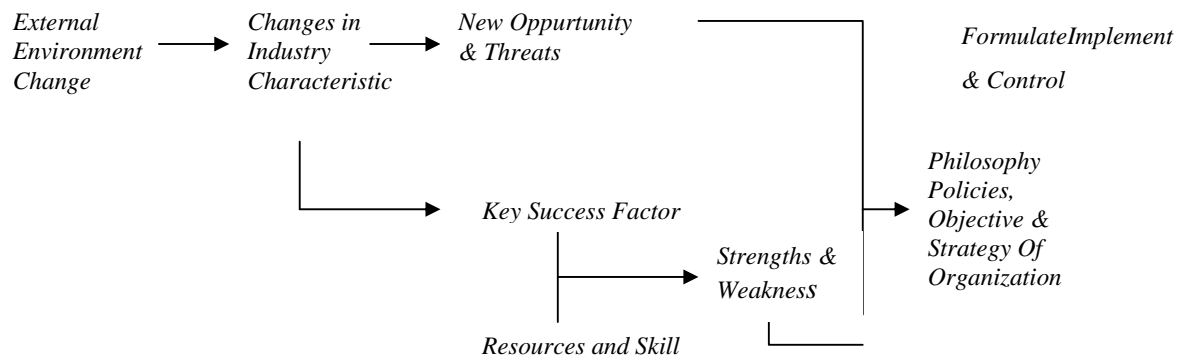 External
Environment
Change
Changes in
Industry
Characteristic
New Oppurtunity
& Threats
FormulateImplement
& Control
Philosophy
Policies,
Objective &
Strategy Of
Organization
Key Success Factor
Strengths &
Weakness
Resources and Skill